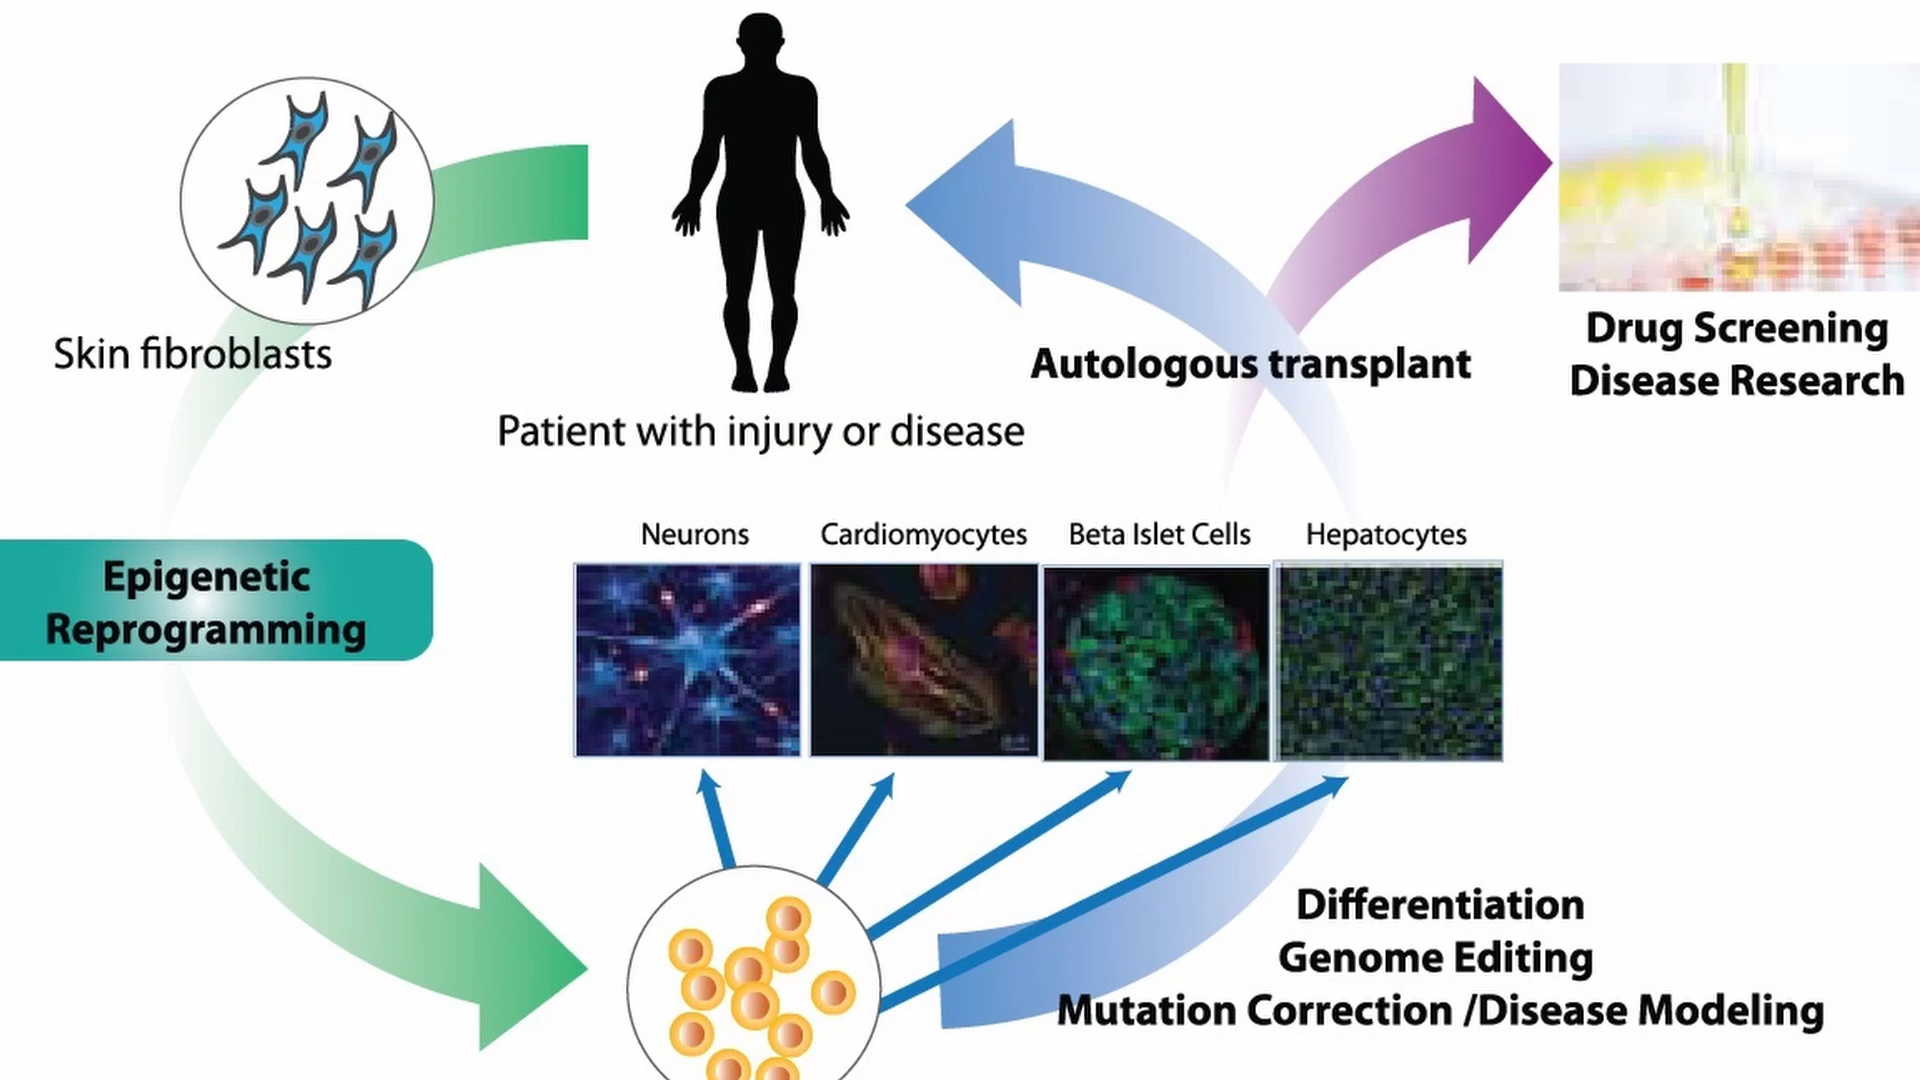 Skin fibroblasts
Patient with injury or disease
Autologous transplant
Drug Screening
Disease Research
Epigenetic
Reprogramming
Neurons
Cardiomyocytes
Beta Islet Cells
Hepatocytes
Differentiation
Genome Editing
Mutation Correction /Disease Modeling